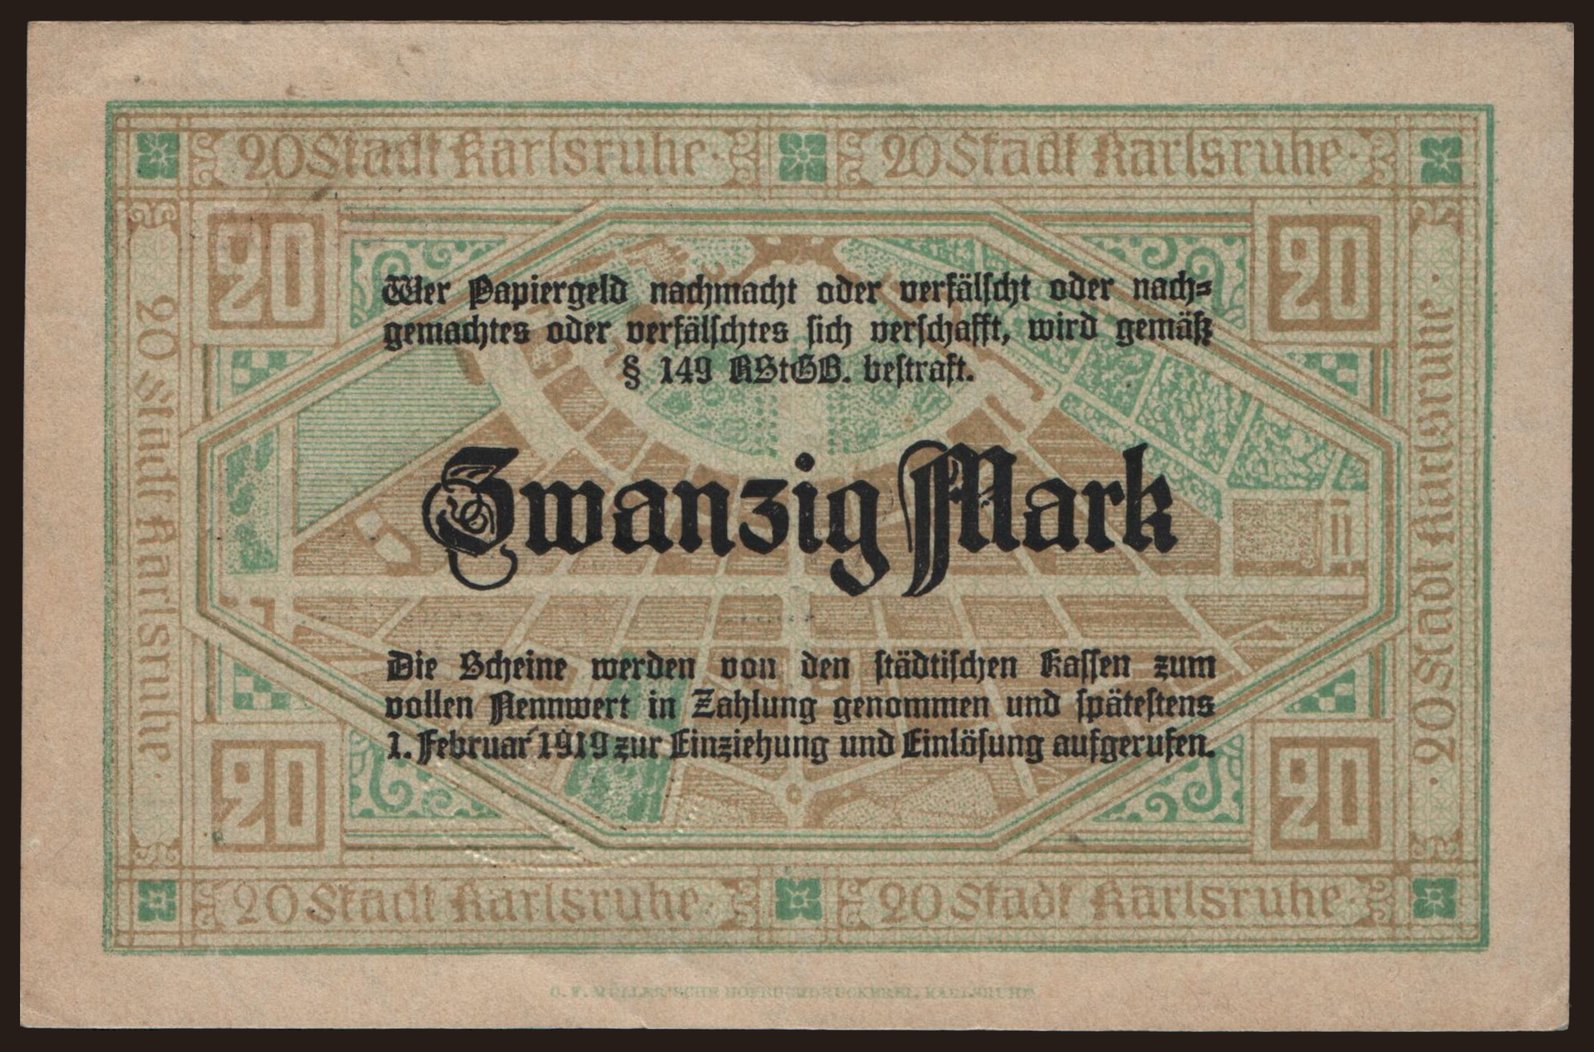 20 Stadt Karlsruhe · 20 Stadt Karlsruhe ·
20 20
Wer Papiergeld nachmacht oder verfälscht oder nach=
gemachtes oder verfälschtes sich verschafft, wird gemäß
§ 149 RStGB. bestraft.
20 Stadt Karlsruhe ·
20 Stadt Karlsruhe ·
Zwanzig Mark
Die Scheine werden von den städtischen Kassen zum
vollen Nennwert in Zahlung genommen und spätestens
1. Februar 1919 zur Einziehung und Einlösung aufgerufen.
20 20
20 Stadt Karlsruhe · 20 Stadt Karlsruhe ·
C. F. MÜLLERSCHE HOFBUCHDRUCKEREI, KARLSRUHE